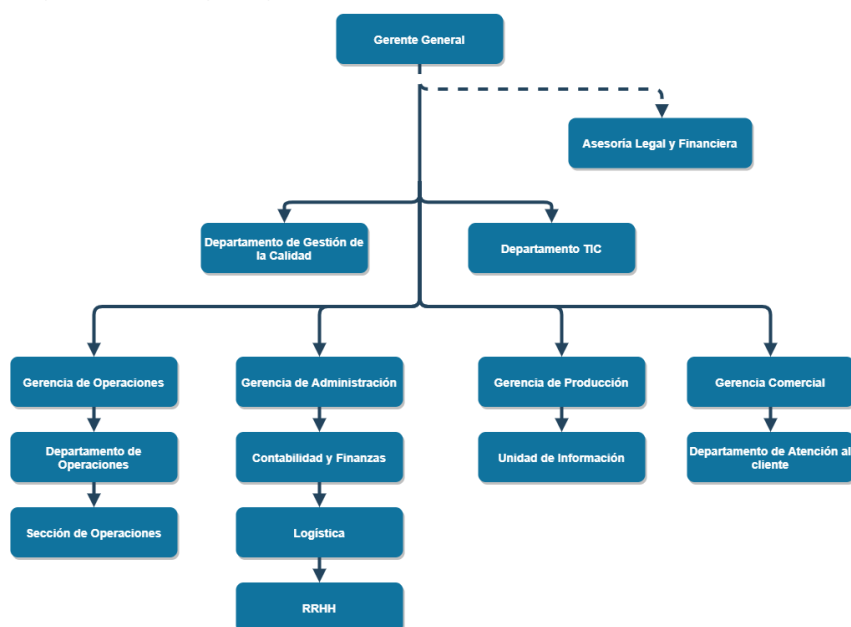 Gerente General
Asesoría Legal y Financiera
Departamento de Gestión de
la Calidad
Departamento TIC
Gerencia de Operaciones
Gerencia de Administración
Gerencia de Producción
Gerencia Comercial
Departamento de
Operaciones
Contabilidad y Finanzas
Unidad de Información
Departamento de Atención al
cliente
Sección de Operaciones
Logística
RRHH